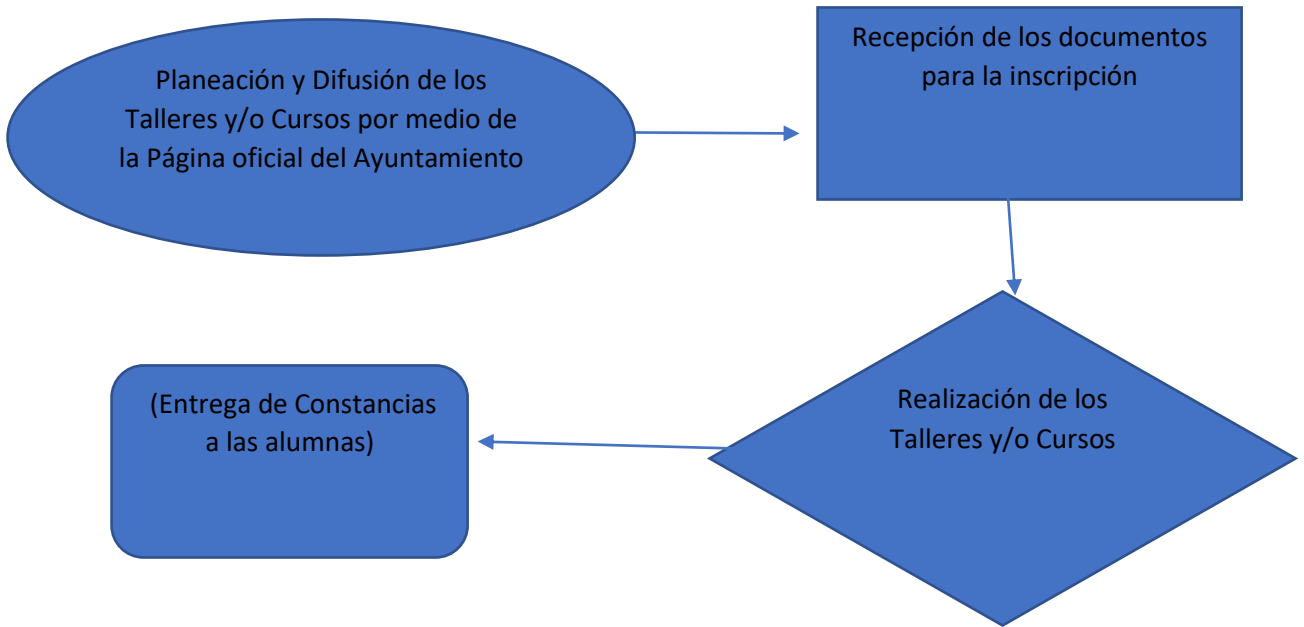 Planeación y Difusión de los
Talleres y/o Cursos por medio de
la Página oficial del Ayuntamiento
Recepción de los documentos
para la inscripción
Realización de los
Talleres y/o Cursos
(Entrega de Constancias
a las alumnas)